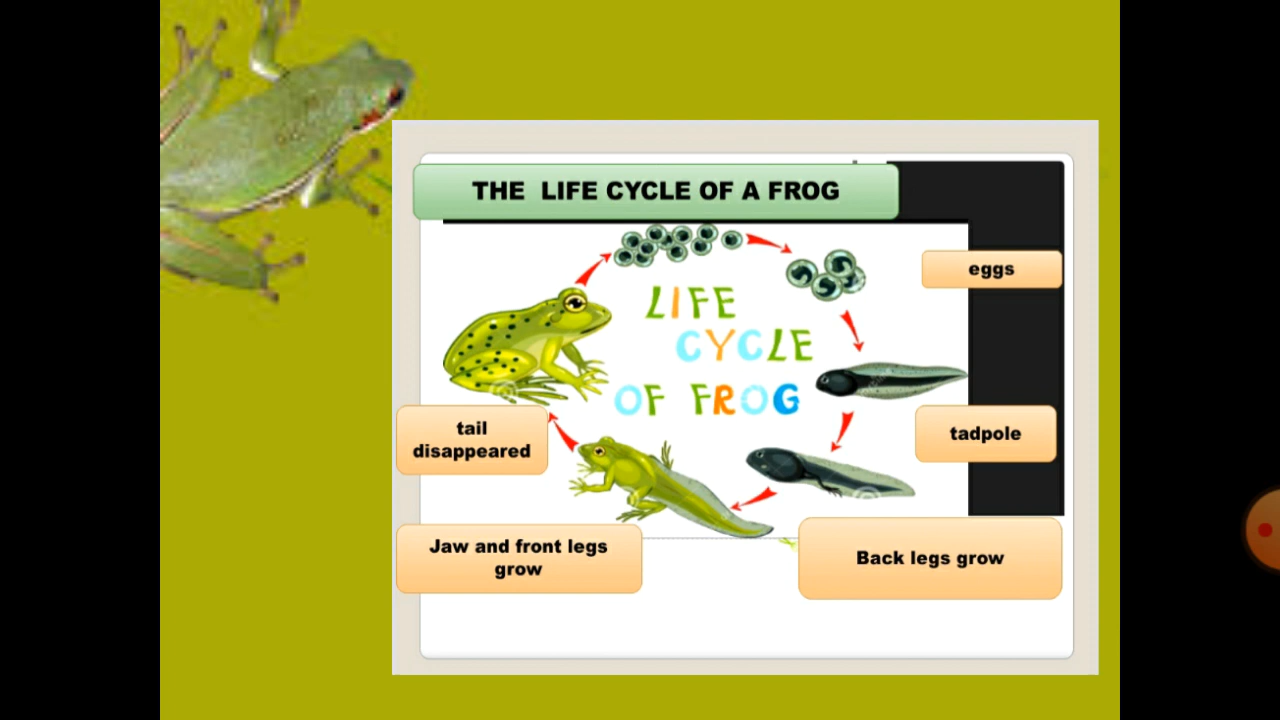 THE LIFE CYCLE OF A FROG
eggs
LIFE
CYCLE
OF FROG
tail
disappeared
tadpole
Jaw and front legs
grow
Back legs grow